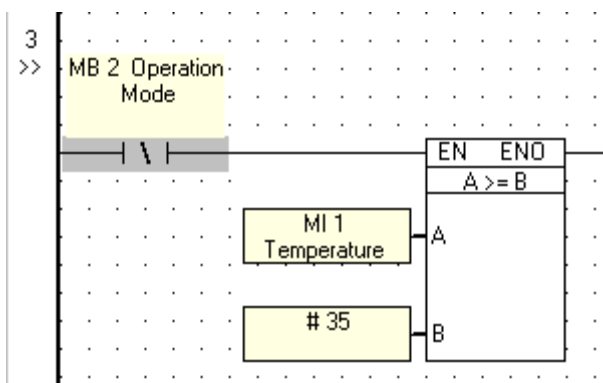 3
>>
MB 2 Operation
Mode
EN ENO
A >= B
MI 1
Temperature
A
# 35
B